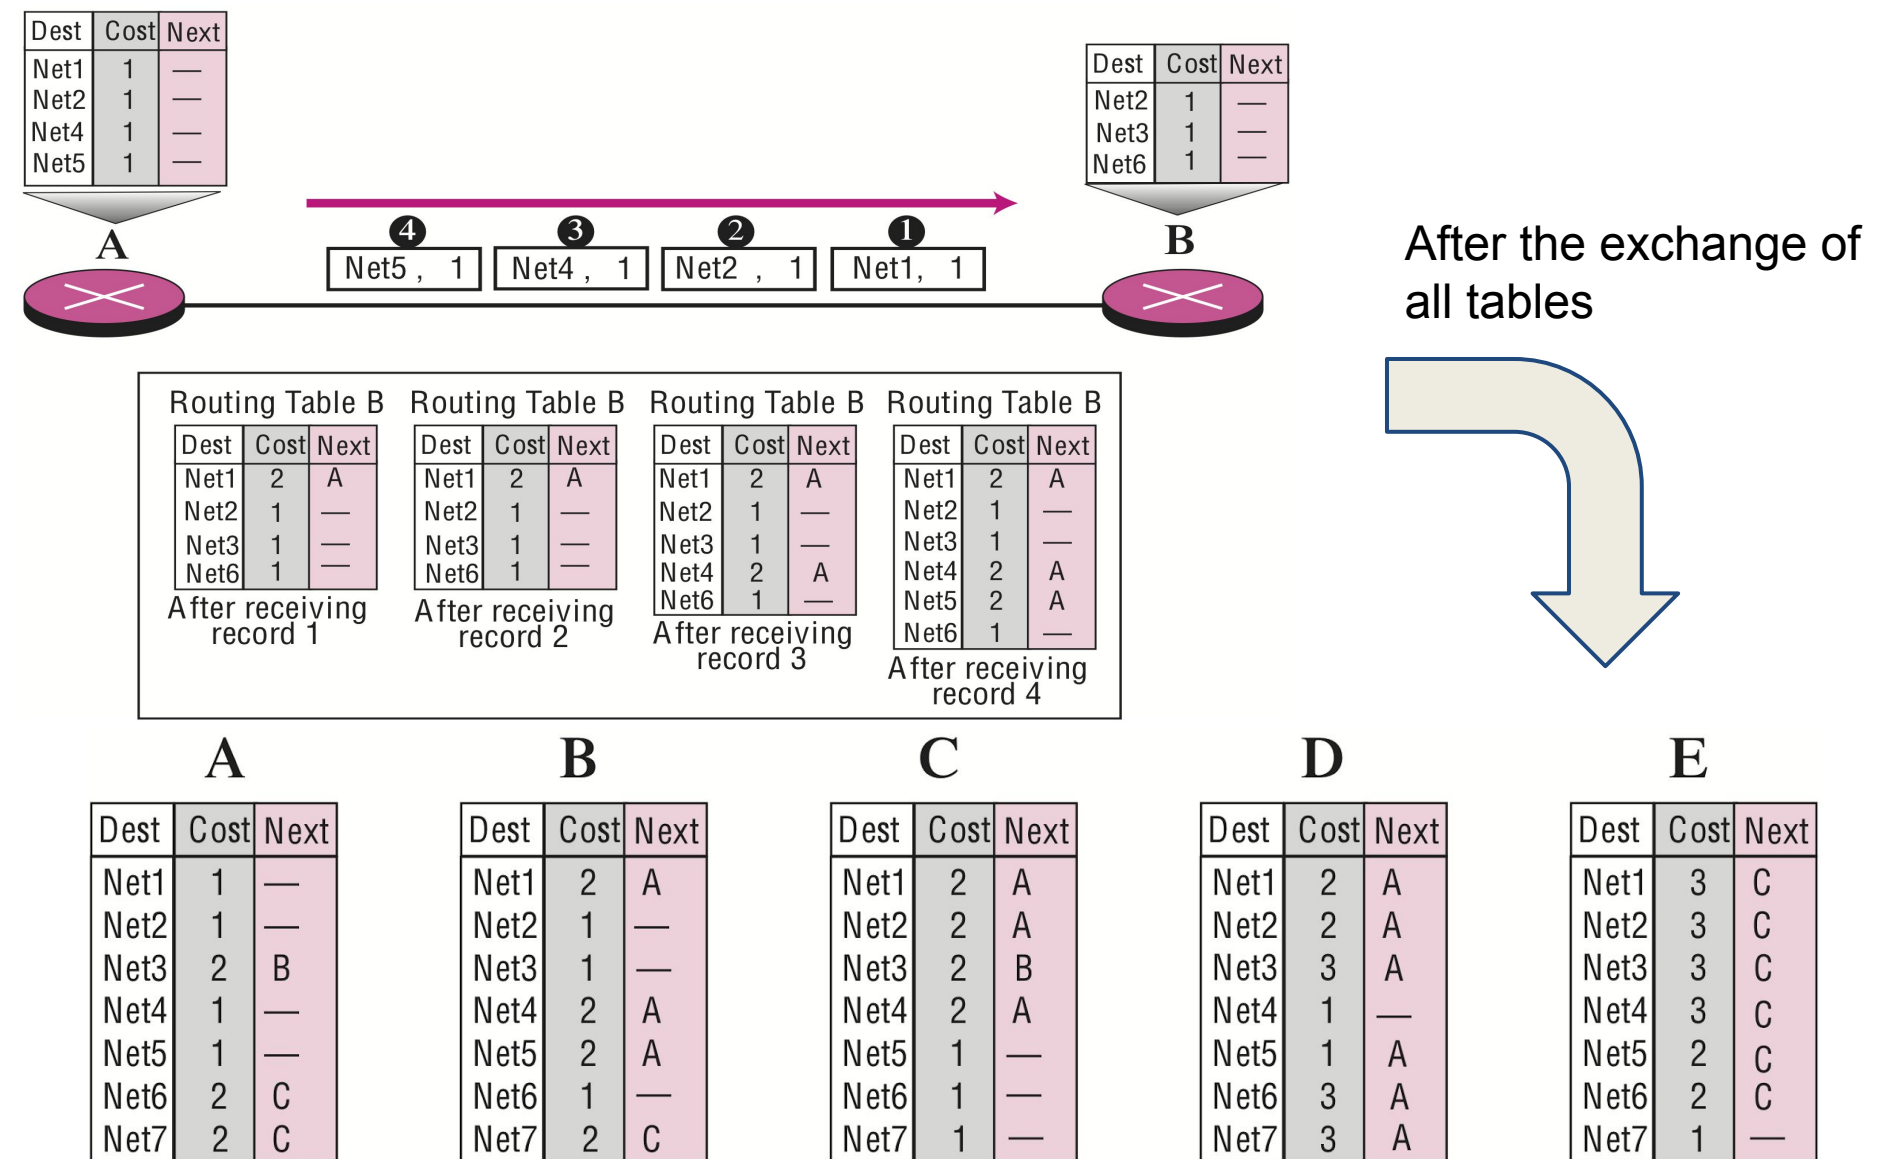 Dest Cost Next
Net1 1 —
Net2 1 —
Net4 1 —
Net5 1 —
A
Dest Cost Next
Net2 1 —
Net3 1 —
Net6 1 —
B
4 3 2 1
Net5 , 1 Net4 , 1 Net2 , 1 Net1, 1
After the exchange of
all tables
Routing Table B
Dest Cost Next
Net1 2 A
Net2 1 —
Net3 1 —
Net6 1 —
After receiving
record 1
Routing Table B
Dest Cost Next
Net1 2 A
Net2 1 —
Net3 1 —
Net6 1 —
After receiving
record 2
Routing Table B
Dest Cost Next
Net1 2 A
Net2 1 —
Net3 1 —
Net4 2 A
Net6 1 —
After receiving
record 3
Routing Table B
Dest Cost Next
Net1 2 A
Net2 1 —
Net3 1 —
Net4 2 A
Net5 2 A
Net6 1 —
After receiving
record 4
A
Dest Cost Next
Net1 1 —
Net2 1 —
Net3 2 B
Net4 1 —
Net5 1 —
Net6 2 C
Net7 2 C
B
Dest Cost Next
Net1 2 A
Net2 1 —
Net3 1 —
Net4 2 A
Net5 2 A
Net6 1 —
Net7 2 C
C
Dest Cost Next
Net1 2 A
Net2 2 A
Net3 2 B
Net4 2 A
Net5 1 —
Net6 1 —
Net7 1 —
D
Dest Cost Next
Net1 2 A
Net2 2 A
Net3 3 A
Net4 1 —
Net5 1 A
Net6 3 A
Net7 3 A
E
Dest Cost Next
Net1 3 C
Net2 3 C
Net3 3 C
Net4 3 C
Net5 2 C
Net6 2 C
Net7 1 —